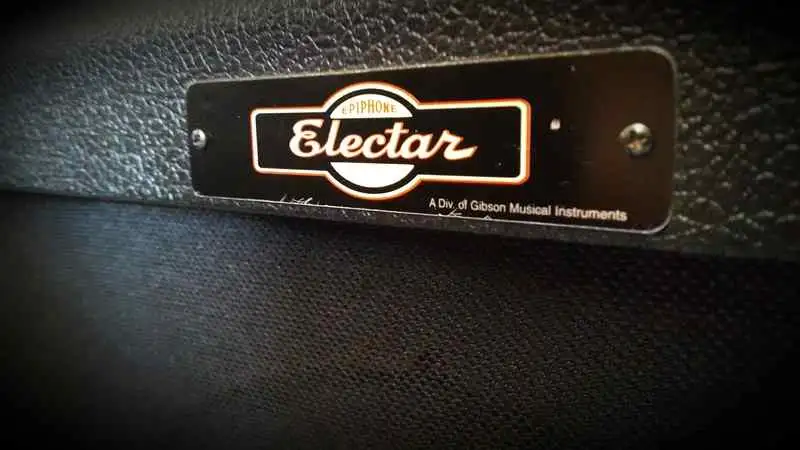 EPIPHONE
Electar
A Div. of Gibson Musical Instruments